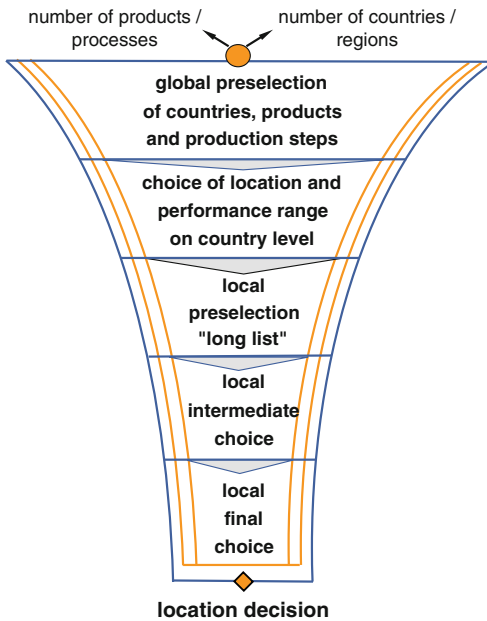 number of products /
processes
number of countries /
regions
global preselection
of countries, products
and production steps
choice of location and
performance range
on country level
local
preselection
"long list"
local
intermediate
choice
local
final
choice
location decision